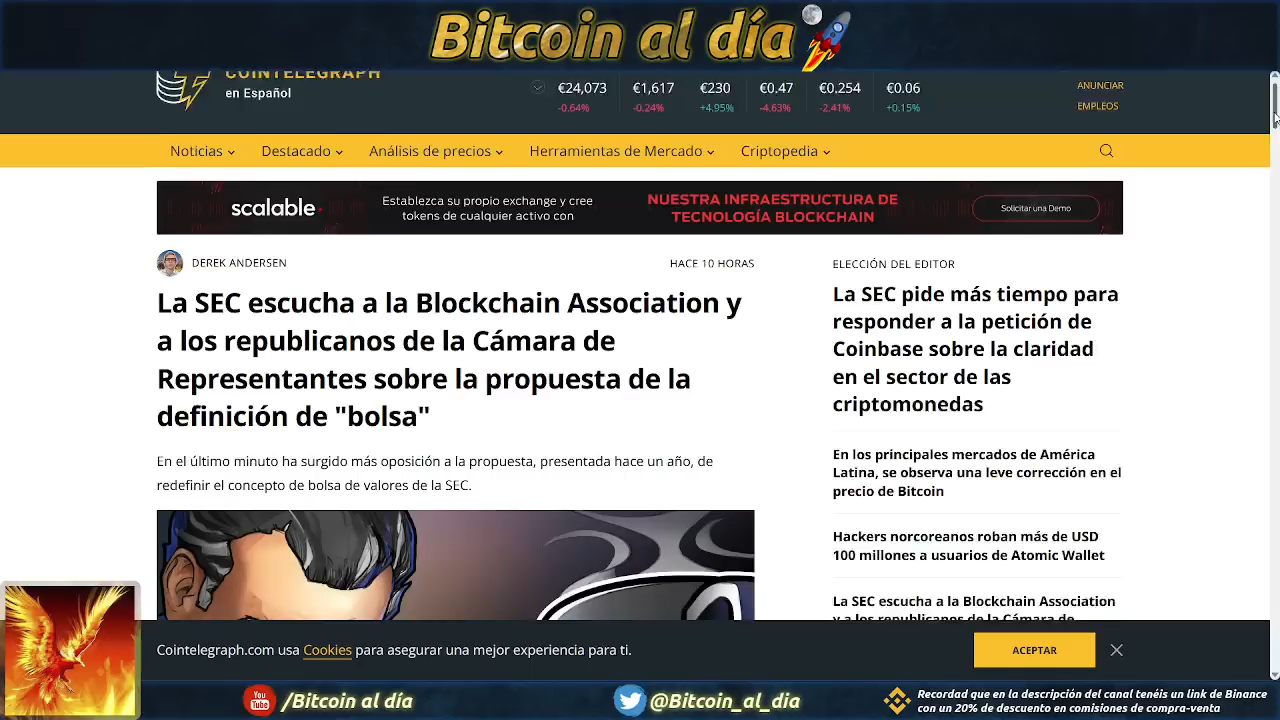 Bitcoin al día
COINTELEGRAPH
en Español
€24,073 €1,617 €230 €0.47 €0.254 €0.06
-0.64% -0.24% +4.95% -4.63% -2.41% +0.15%
ANUNCIAR
EMPLEOS
Noticias Destacado Análisis de precios Herramientas de Mercado Criptopedia
scalable
Establezca su propio exchange y cree
tokens de cualquier activo con
NUESTRA INFRAESTRUCTURA DE
TECNOLOGÍA BLOCKCHAIN
Solicitar una Demo
DEREK ANDERSEN
HACE 10 HORAS
La SEC escucha a la Blockchain Association y
a los republicanos de la Cámara de
Representantes sobre la propuesta de la
definición de "bolsa"
En el último minuto ha surgido más oposición a la propuesta, presentada hace un año, de
redefinir el concepto de bolsa de valores de la SEC.
ELECCIÓN DEL EDITOR
La SEC pide más tiempo para
responder a la petición de
Coinbase sobre la claridad
en el sector de las
criptomonedas
En los principales mercados de América
Latina, se observa una leve corrección en el
precio de Bitcoin
Hackers norcoreanos roban más de USD
100 millones a usuarios de Atomic Wallet
La SEC escucha a la Blockchain Association
y a los republicanos de la Cámara de
Cointelegraph.com usa Cookies para asegurar una mejor experiencia para ti.
ACEPTAR
You
Tube
/Bitcoin al día
@Bitcoin_al_dia
Recordad que en la descripción del canal tenéis un link de Binance
con un 20% de descuento en comisiones de compra-venta